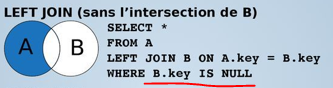 LEFT JOIN (sans l’intersection de B)
SELECT *
FROM A
LEFT JOIN B ON A.key = B.key
WHERE B.key IS NULL
A B